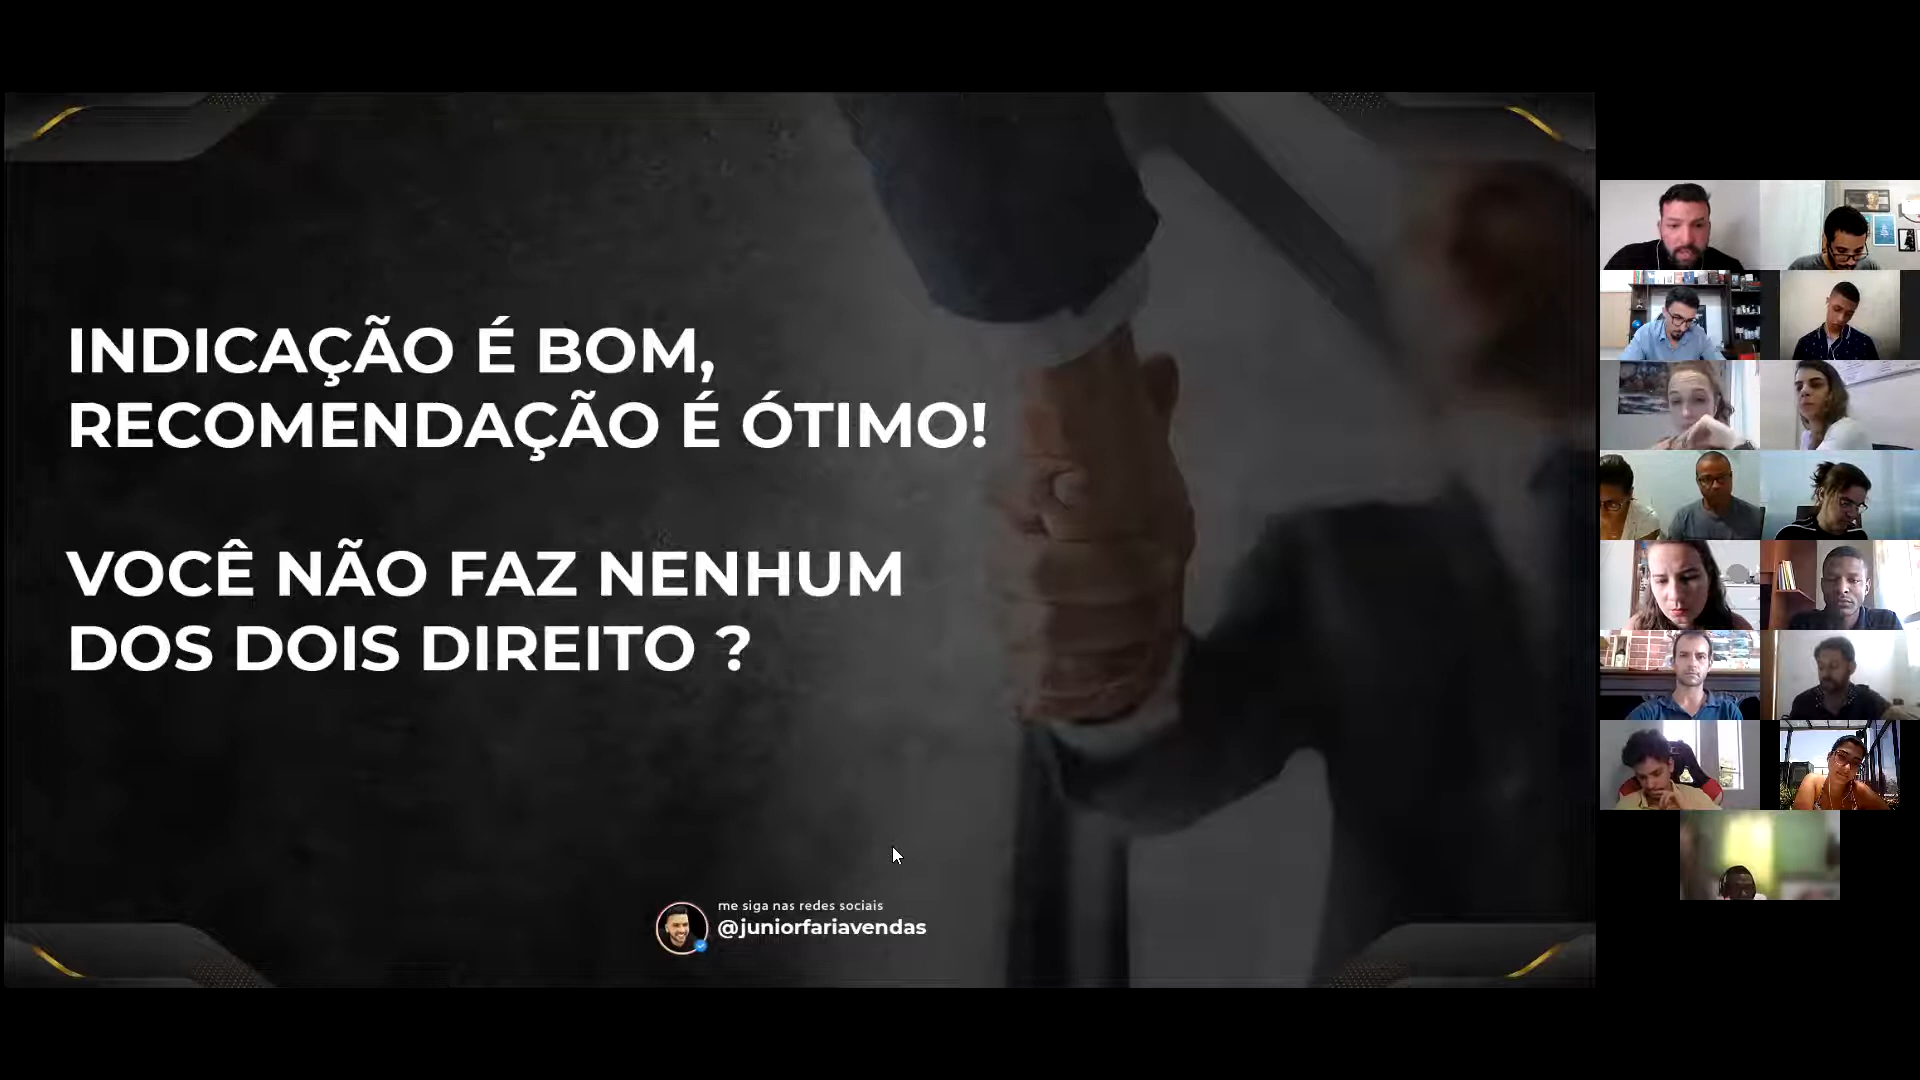 INDICAÇÃO É BOM,
RECOMENDAÇÃO É ÓTIMO!
VOCÊ NÃO FAZ NENHUM
DOS DOIS DIREITO ?
me siga nas redes sociais
@juniorfariavendas